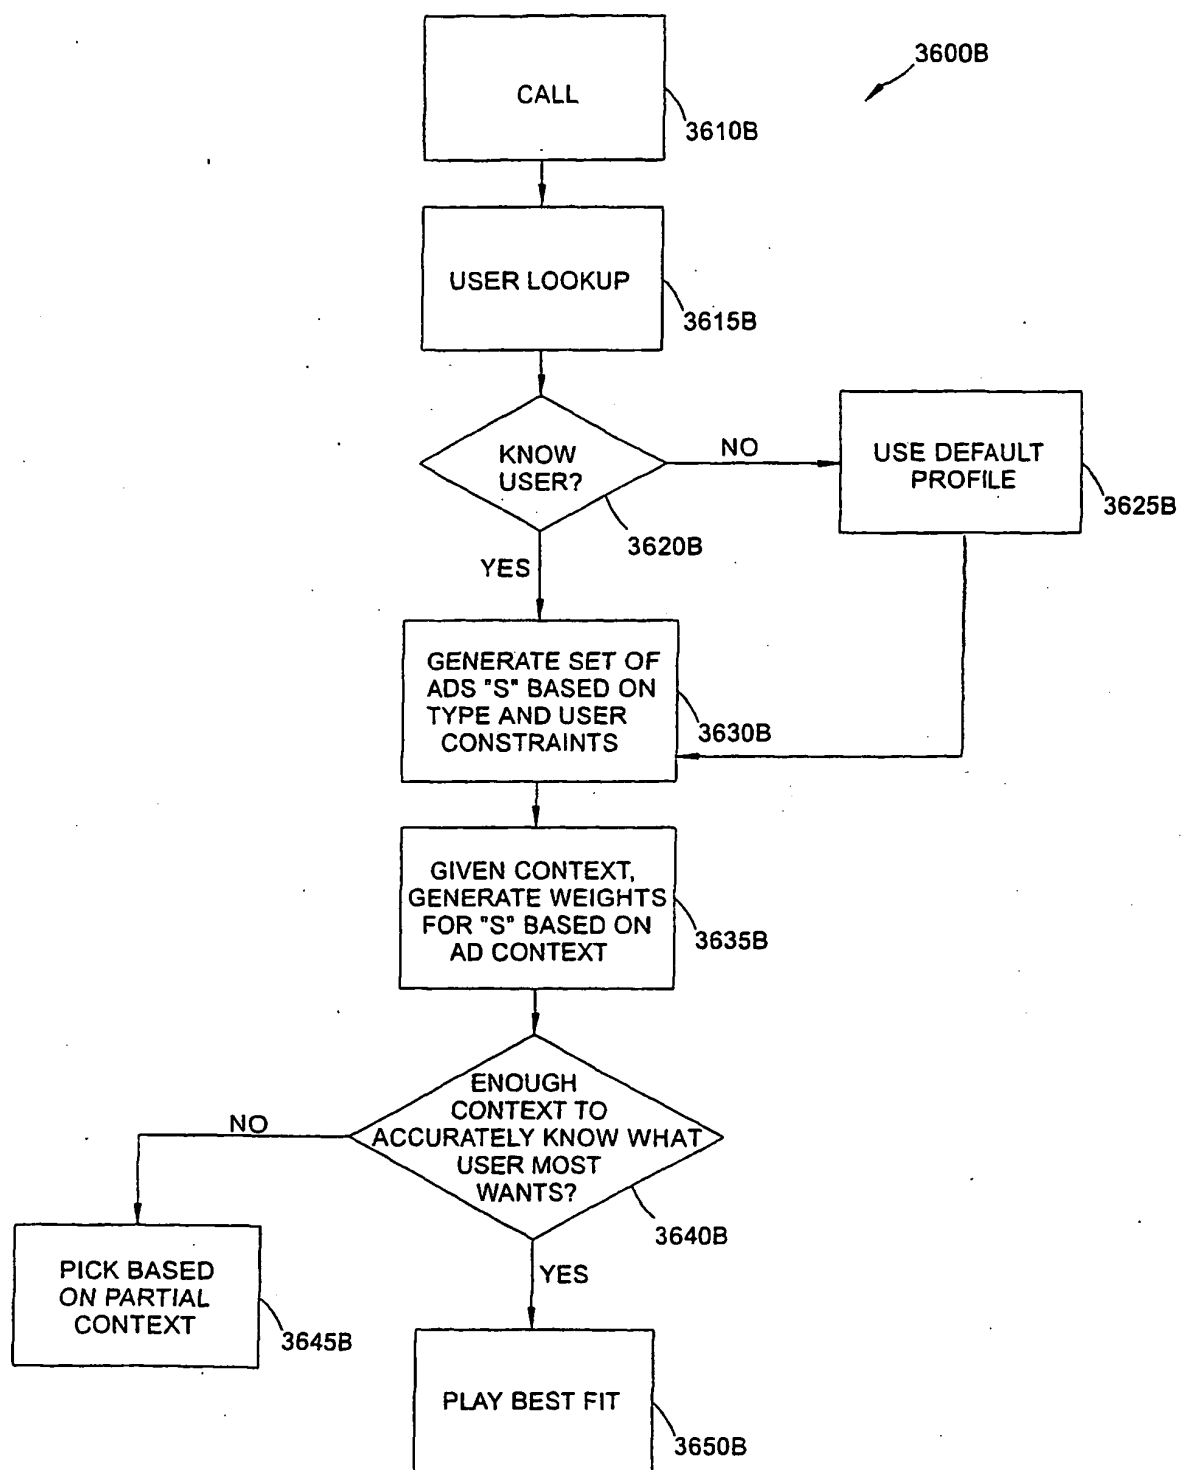 3600B
CALL
3610B
USER LOOKUP
3615B
KNOW
USER?
3620B
NO
USE DEFAULT
PROFILE
3625B
YES
GENERATE SET OF
ADS "S" BASED ON
TYPE AND USER
CONSTRAINTS
3630B
GIVEN CONTEXT,
GENERATE WEIGHTS
FOR "S" BASED ON
AD CONTEXT
3635B
ENOUGH
CONTEXT TO
ACCURATELY KNOW WHAT
USER MOST
WANTS?
3640B
NO
PICK BASED
ON PARTIAL
CONTEXT
3645B
YES
PLAY BEST FIT
3650B